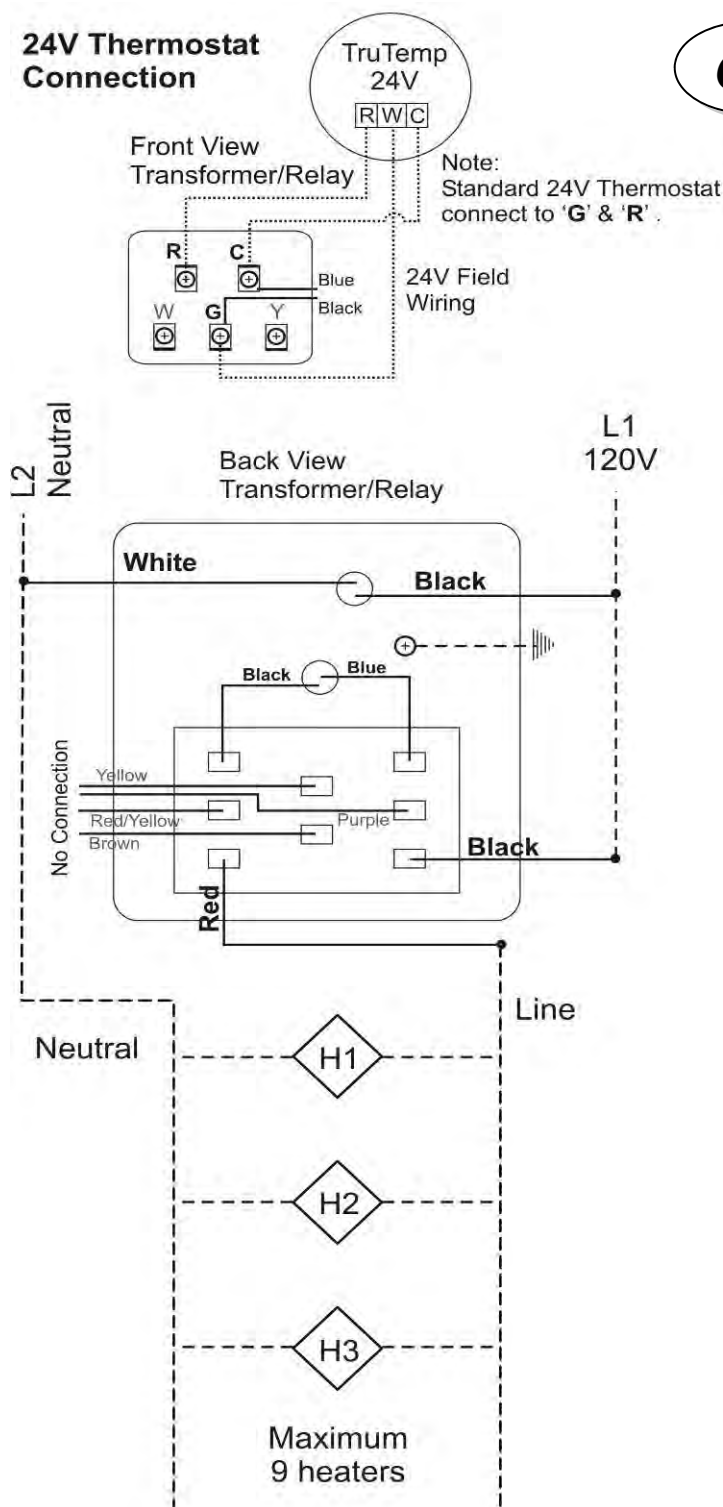 24V Thermostat
Connection
TruTemp
24V
R W C
Front View
Transformer/Relay
Note:
Standard 24V Thermostat
connect to ‘G’ & ‘R’ .
R C
Blue
Black
W G Y
24V Field
Wiring
L2
Neutral
L1
120V
Back View
Transformer/Relay
White
Black
Black
Blue
No Connection
Yellow
Red/Yellow
Purple
Brown
Black
Red
Line
Neutral
H1
H2
H3
Maximum
9 heaters